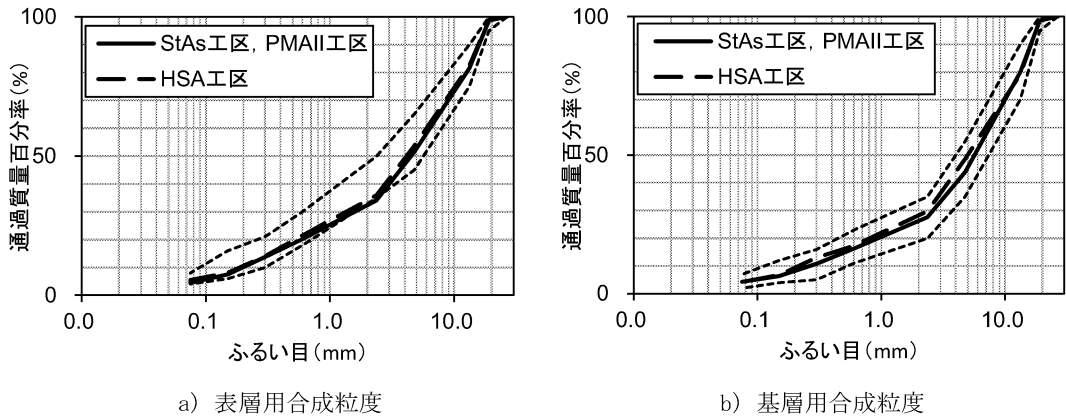 100
50
0
通過質量百分率(%)
StAs工区, PMAII工区
HSA工区
0.0 0.1 1.0 10.0
ふるい目(mm)
a) 表層用合成粒度
100
50
0
通過質量百分率(%)
StAs工区, PMAII工区
HSA工区
0.0 0.1 1.0 10.0
ふるい目(mm)
b) 基層用合成粒度